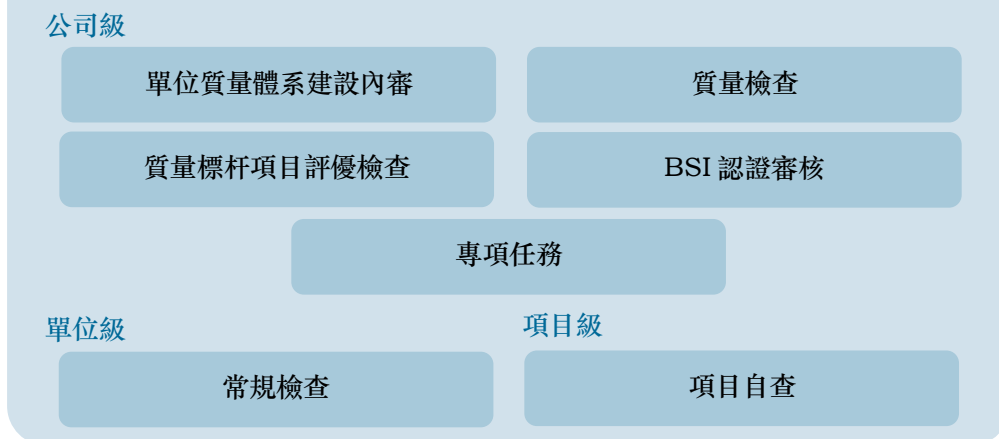 公司級
單位質量體系建設內審
質量檢查
質量標杆項目評優檢查
BSI 認證審核
專項任務
單位級
項目級
常規檢查
項目自查